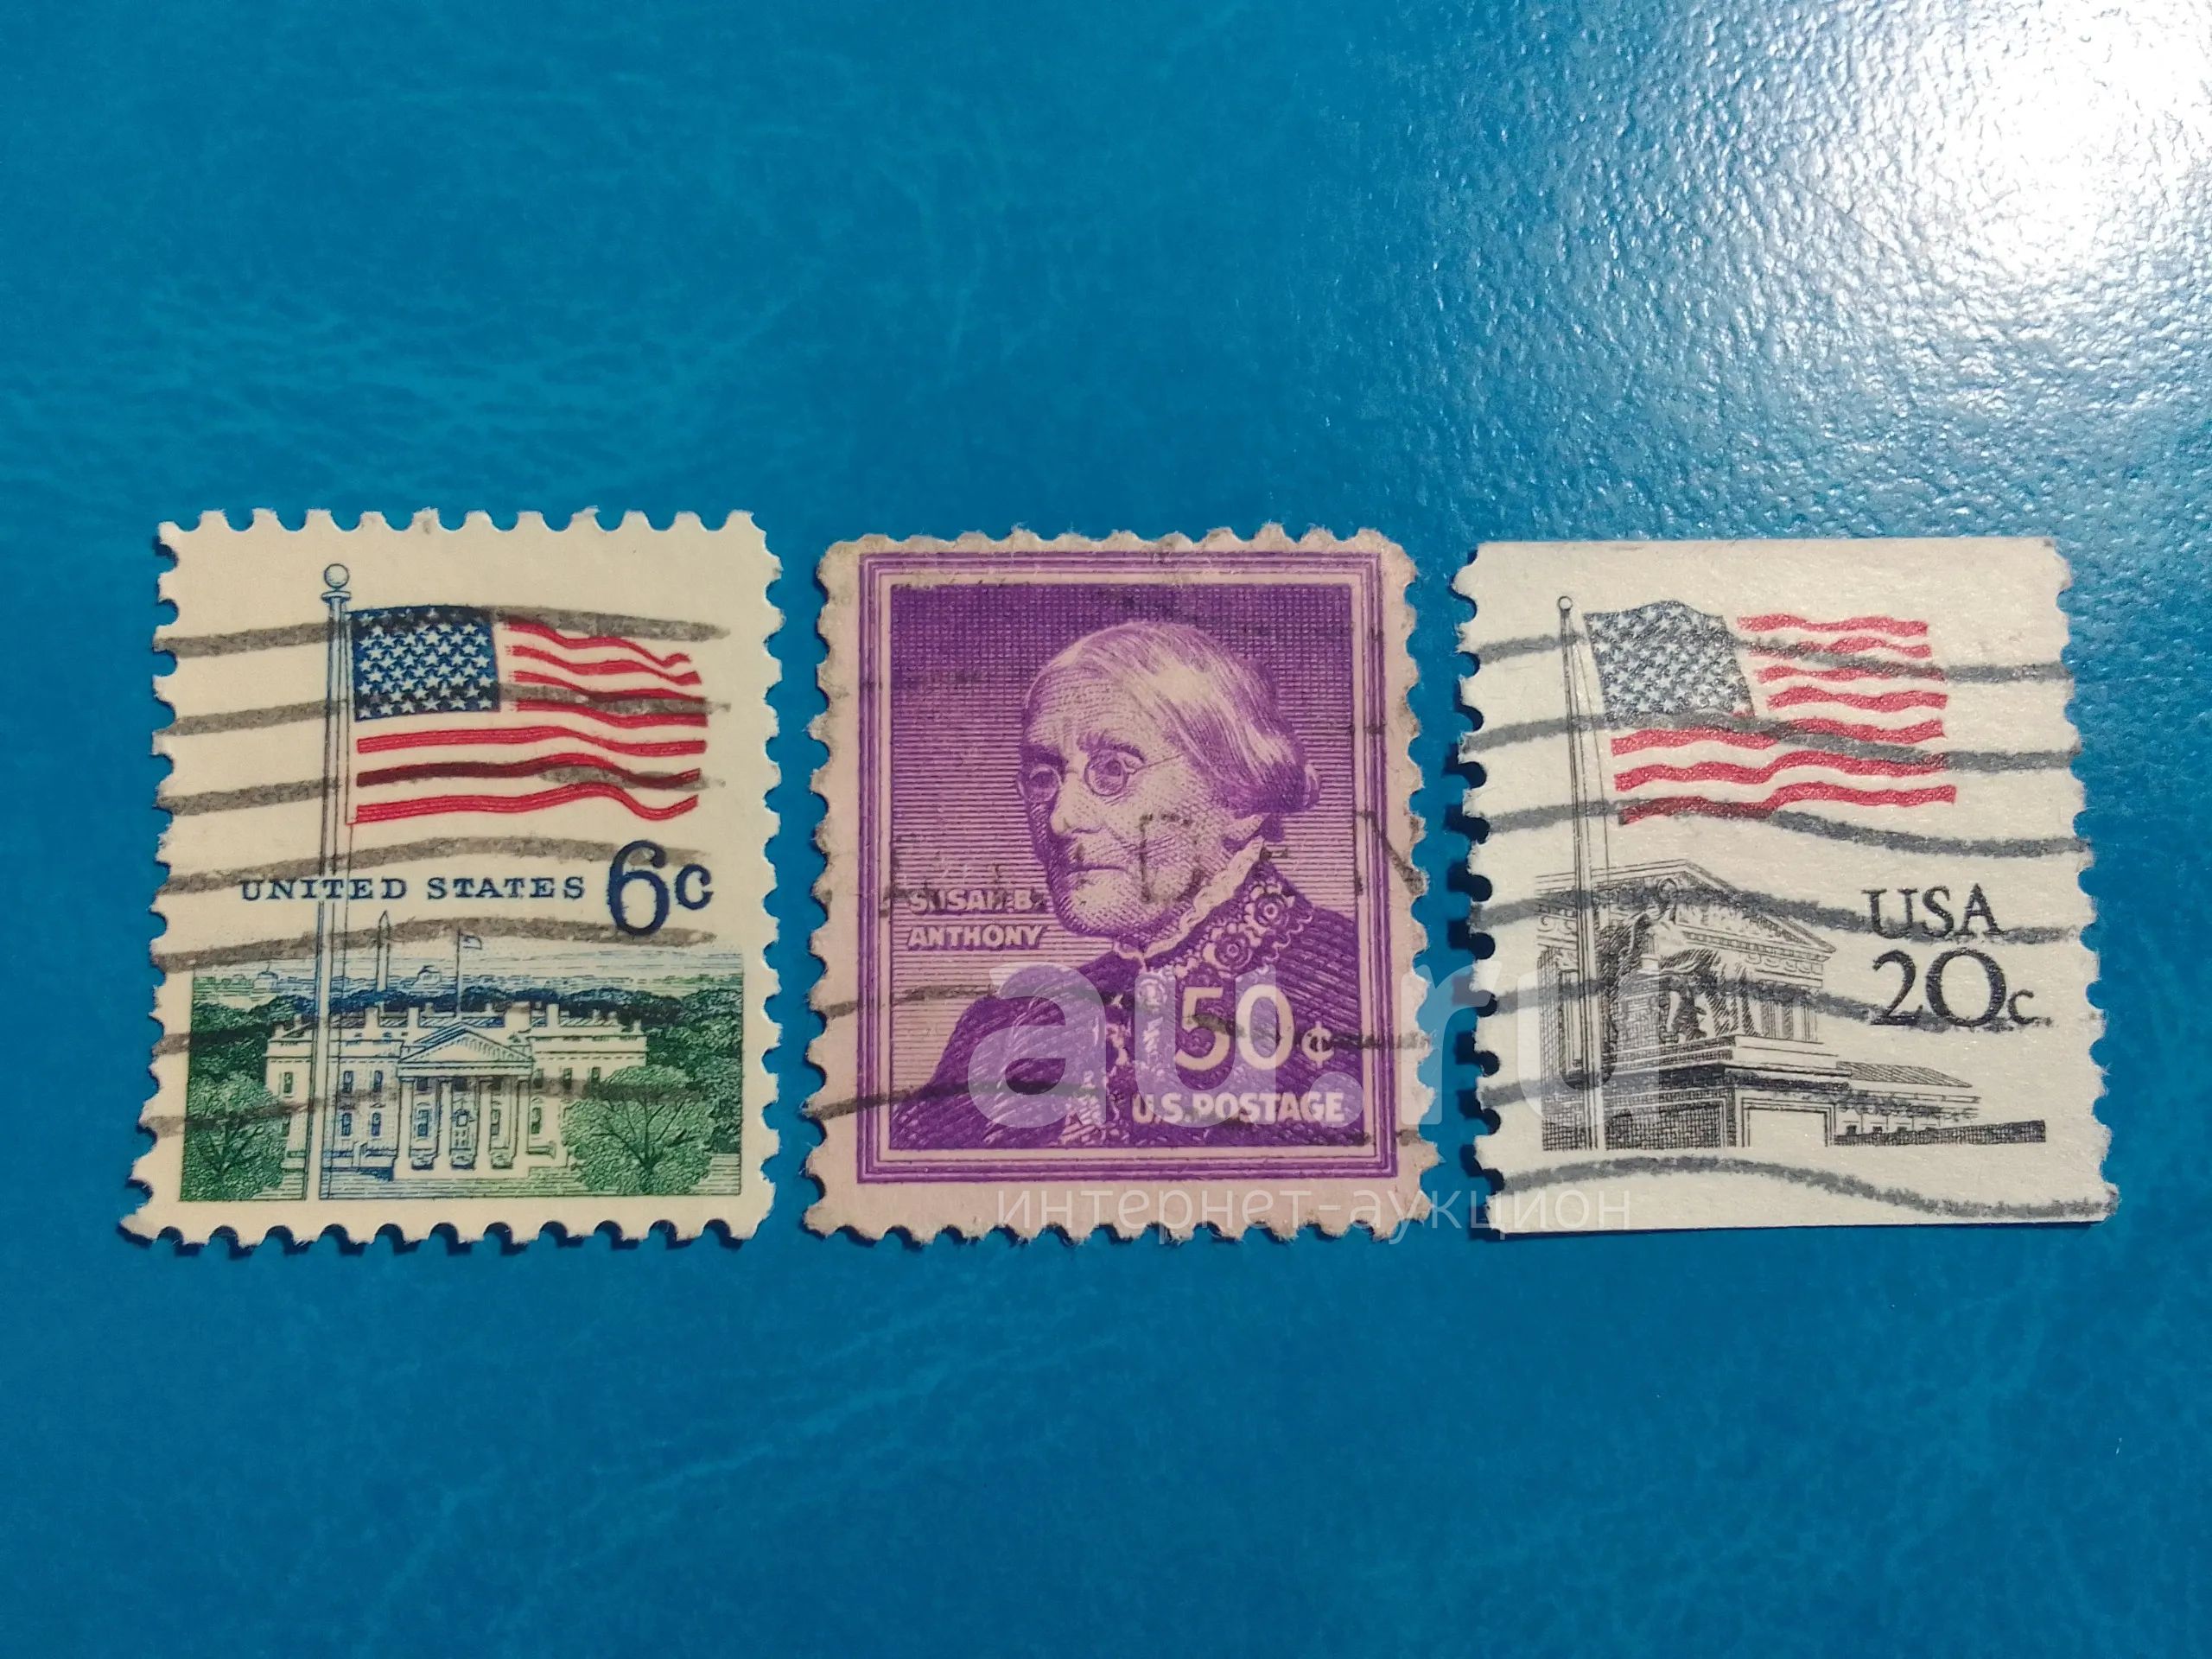 UNITED STATES 6c
SUSAN B.
ANTHONY
50¢
U.S. POSTAGE
USA
20c
au.ru
интернет-аукцион